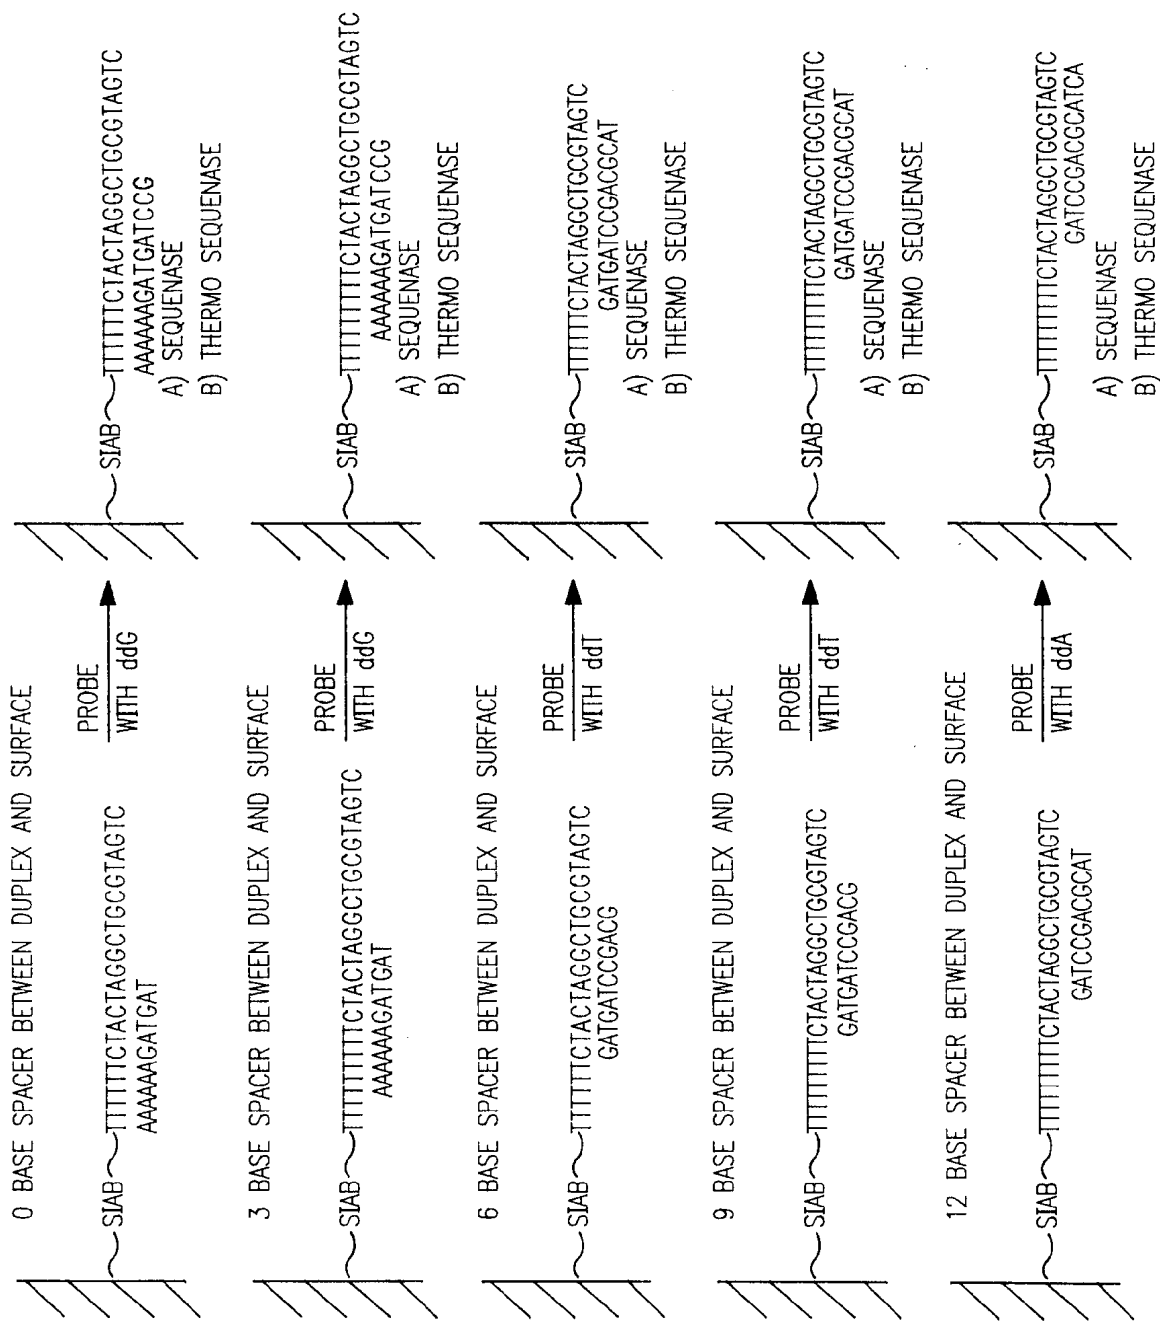 0 BASE SPACER BETWEEN DUPLEX AND SURFACE
SIAB TTTTTTCTACTAGGCTGCGTAGTC
AAAAAGATGAT
PROBE
WITH ddG
SIAB TTTTTTCTACTAGGCTGCGTAGTC
AAAAAGATGATCCG
A) SEQUENASE
B) THERMO SEQUENASE
3 BASE SPACER BETWEEN DUPLEX AND SURFACE
SIAB TTTTTTTTTCTACTAGGCTGCGTAGTC
AAAAAGATGAT
PROBE
WITH ddG
SIAB TTTTTTTTTCTACTAGGCTGCGTAGTC
AAAAAGATGATCCG
A) SEQUENASE
B) THERMO SEQUENASE
6 BASE SPACER BETWEEN DUPLEX AND SURFACE
SIAB TTTTTTCTACTAGGCTGCGTAGTC
GATGATCCGACG
PROBE
WITH ddT
SIAB TTTTTTCTACTAGGCTGCGTAGTC
GATGATCCGACGCAT
A) SEQUENASE
B) THERMO SEQUENASE
9 BASE SPACER BETWEEN DUPLEX AND SURFACE
SIAB TTTTTTTTTCTACTAGGCTGCGTAGTC
GATGATCCGACG
PROBE
WITH ddT
SIAB TTTTTTTTTCTACTAGGCTGCGTAGTC
GATGATCCGACGCAT
A) SEQUENASE
B) THERMO SEQUENASE
12 BASE SPACER BETWEEN DUPLEX AND SURFACE
SIAB TTTTTTTTTCTACTAGGCTGCGTAGTC
GATCCGACGCAT
PROBE
WITH ddA
SIAB TTTTTTTTTCTACTAGGCTGCGTAGTC
GATCCGACGCATCA
A) SEQUENASE
B) THERMO SEQUENASE